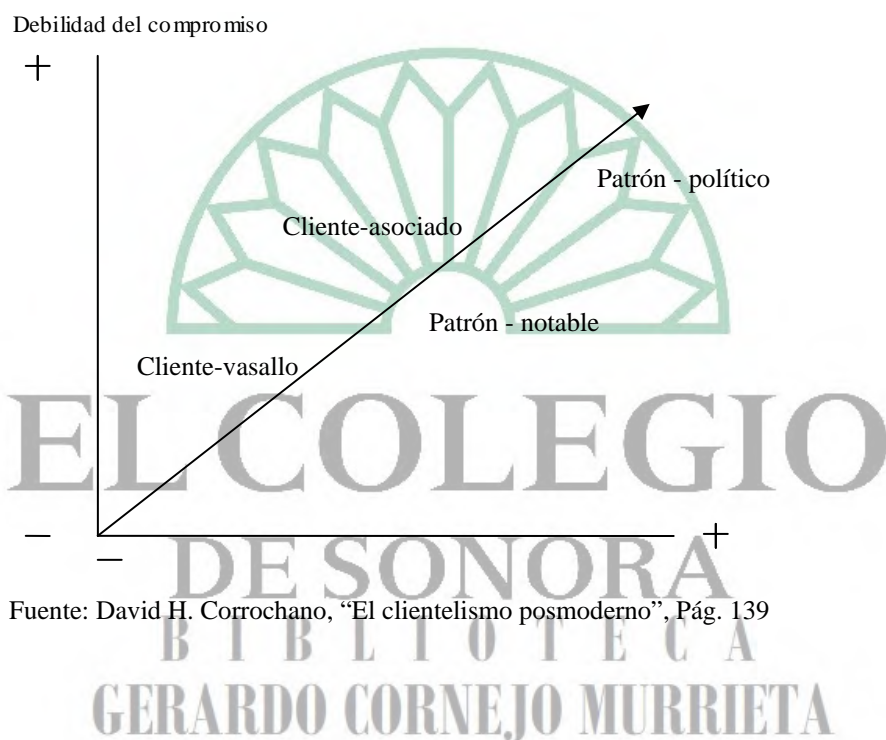 Debilidad del compromiso
+
Patrón - político
Cliente-asociado
Patrón - notable
Cliente-vasallo
EL COLEGIO
− +
−
DE SONORA
Fuente: David H. Corrochano, “El clientelismo posmoderno”, Pág. 139
BIBLIOTECA
GERARDO CORNEJO MURRIETA